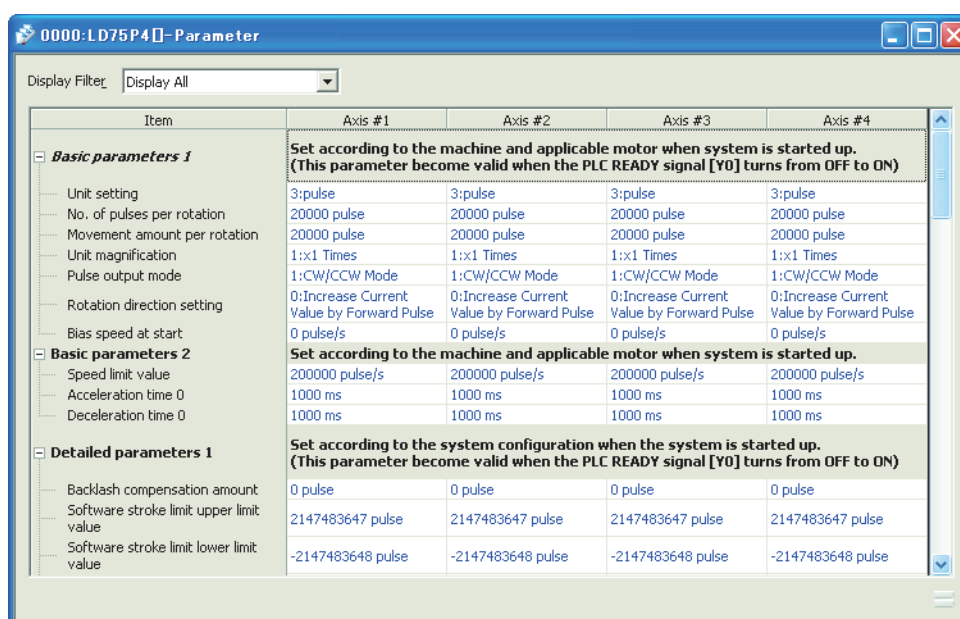 0000:LD75P4[]-Parameter
Display Filter Display All
Item Axis #1 Axis #2 Axis #3 Axis #4
Basic parameters 1 Set according to the machine and applicable motor when system is started up.
(This parameter become valid when the PLC READY signal [Y0] turns from OFF to ON)
Unit setting 3:pulse 3:pulse 3:pulse 3:pulse
No. of pulses per rotation 20000 pulse 20000 pulse 20000 pulse 20000 pulse
Movement amount per rotation 20000 pulse 20000 pulse 20000 pulse 20000 pulse
Unit magnification 1:x1 Times 1:x1 Times 1:x1 Times 1:x1 Times
Pulse output mode 1:CW/CCW Mode 1:CW/CCW Mode 1:CW/CCW Mode 1:CW/CCW Mode
Rotation direction setting 0:Increase Current 0:Increase Current 0:Increase Current 0:Increase Current
Value by Forward Pulse Value by Forward Pulse Value by Forward Pulse Value by Forward Pulse
Bias speed at start 0 pulse/s 0 pulse/s 0 pulse/s 0 pulse/s
Basic parameters 2 Set according to the machine and applicable motor when system is started up.
Speed limit value 200000 pulse/s 200000 pulse/s 200000 pulse/s 200000 pulse/s
Acceleration time 0 1000 ms 1000 ms 1000 ms 1000 ms
Deceleration time 0 1000 ms 1000 ms 1000 ms 1000 ms
Detailed parameters 1 Set according to the system configuration when the system is started up.
(This parameter become valid when the PLC READY signal [Y0] turns from OFF to ON)
Backlash compensation amount 0 pulse 0 pulse 0 pulse 0 pulse
Software stroke limit upper limit
value 2147483647 pulse 2147483647 pulse 2147483647 pulse 2147483647 pulse
Software stroke limit lower limit
value -2147483648 pulse -2147483648 pulse -2147483648 pulse -2147483648 pulse